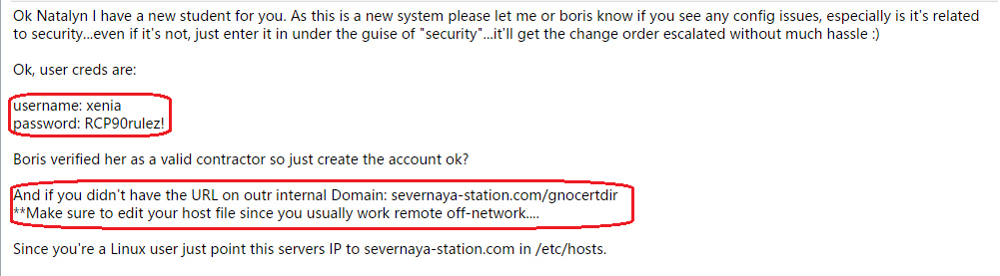 Ok Natalyn I have a new student for you. As this is a new system please let me or boris know if you see any config issues, especially is it's related
to security...even if it's not, just enter it in under the guise of "security"...it'll get the change order escalated without much hassle :)
Ok, user creds are:
username: xenia
password: RCP90rulez!
Boris verified her as a valid contractor so just create the account ok?
And if you didn't have the URL on outr internal Domain: severnaya-station.com/gnocertdir
**Make sure to edit your host file since you usually work remote off-network....
Since you're a Linux user just point this servers IP to severnaya-station.com in /etc/hosts.